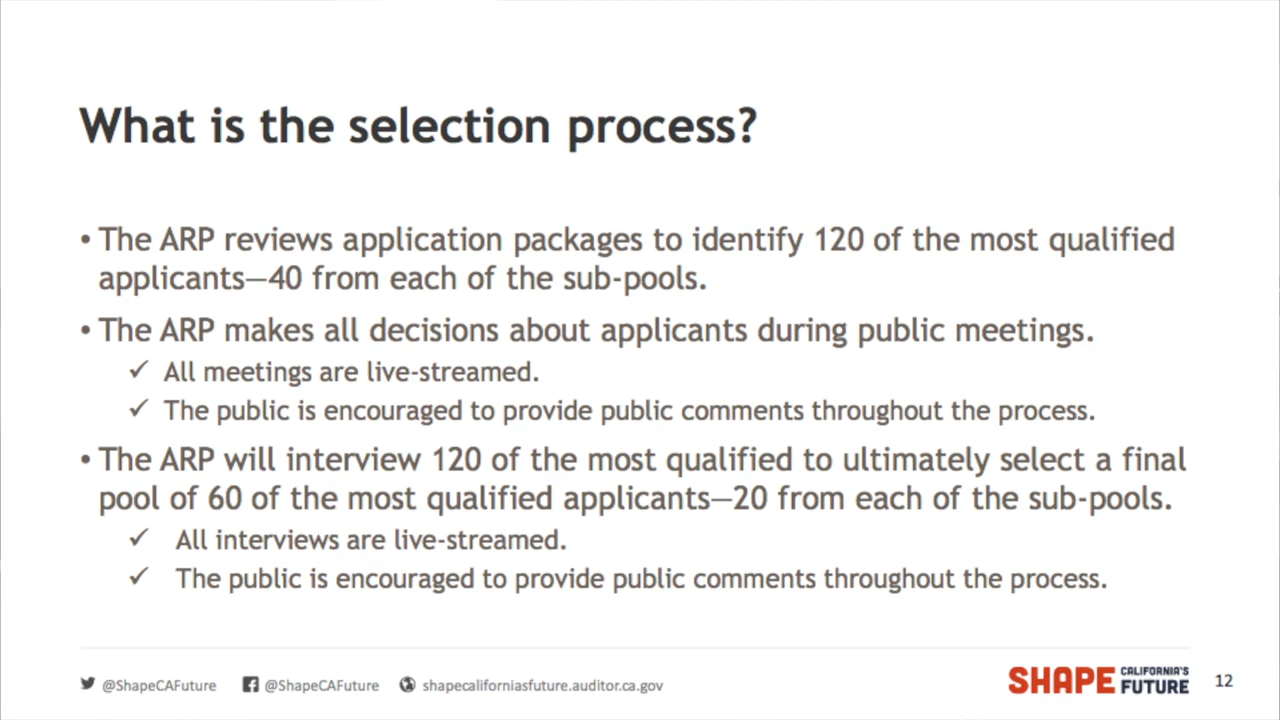 What is the selection process?
• The ARP reviews application packages to identify 120 of the most qualified
applicants—40 from each of the sub-pools.
• The ARP makes all decisions about applicants during public meetings.
✓ All meetings are live-streamed.
✓ The public is encouraged to provide public comments throughout the process.
• The ARP will interview 120 of the most qualified to ultimately select a final
pool of 60 of the most qualified applicants—20 from each of the sub-pools.
✓ All interviews are live-streamed.
✓ The public is encouraged to provide public comments throughout the process.
@ShapeCAFuture @ShapeCAFuture shapecaliforniasfuture.auditor.ca.gov
SHAPE CALIFORNIA'S FUTURE
12